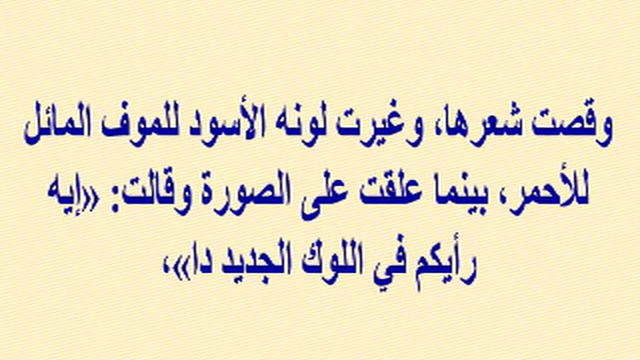 وقصت شعرها، وغيرت لونه الأسود للموف المائل
للأحمر، بينما علقت على الصورة وقالت: «إيه
رأيكم في اللوك الجديد دا»،